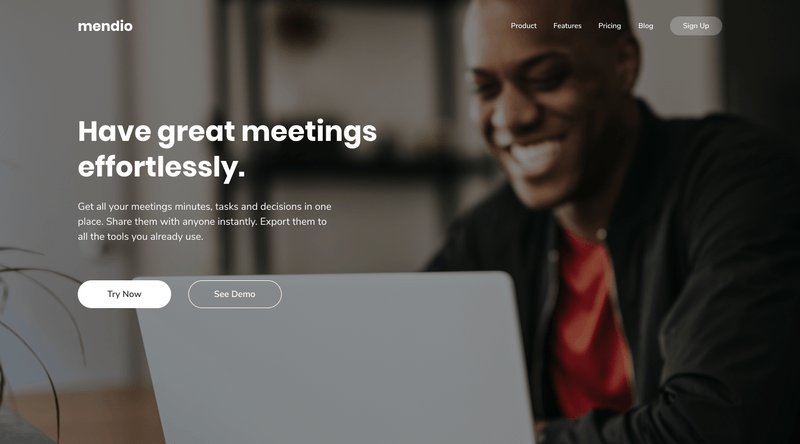 mendio
Product
Features
Pricing
Blog
Sign Up
Have great meetings
effortlessly.
Get all your meetings minutes, tasks and decisions in one
place. Share them with anyone instantly. Export them to
all the tools you already use.
Try Now
See Demo